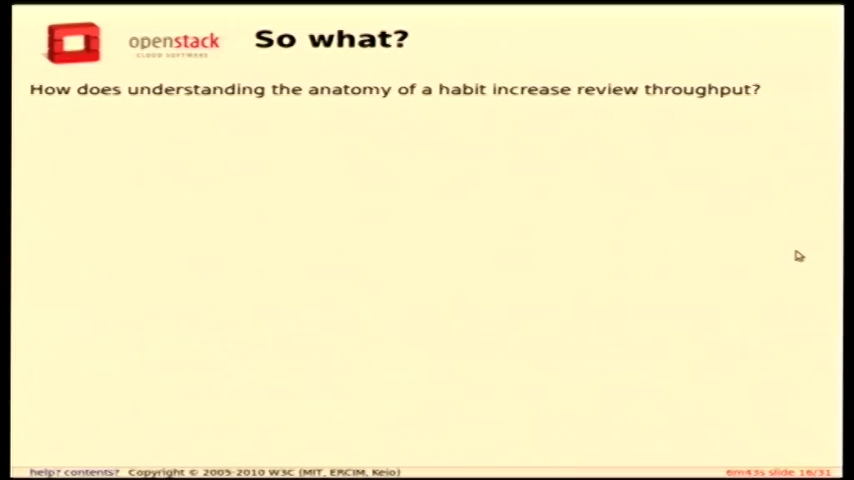 openstack
CLOUD SOFTWARE
So what?
How does understanding the anatomy of a habit increase review throughput?
help? contents? Copyright © 2005-2010 W3C (MIT, ERCIM, Keio)
6m43s slide 16/31